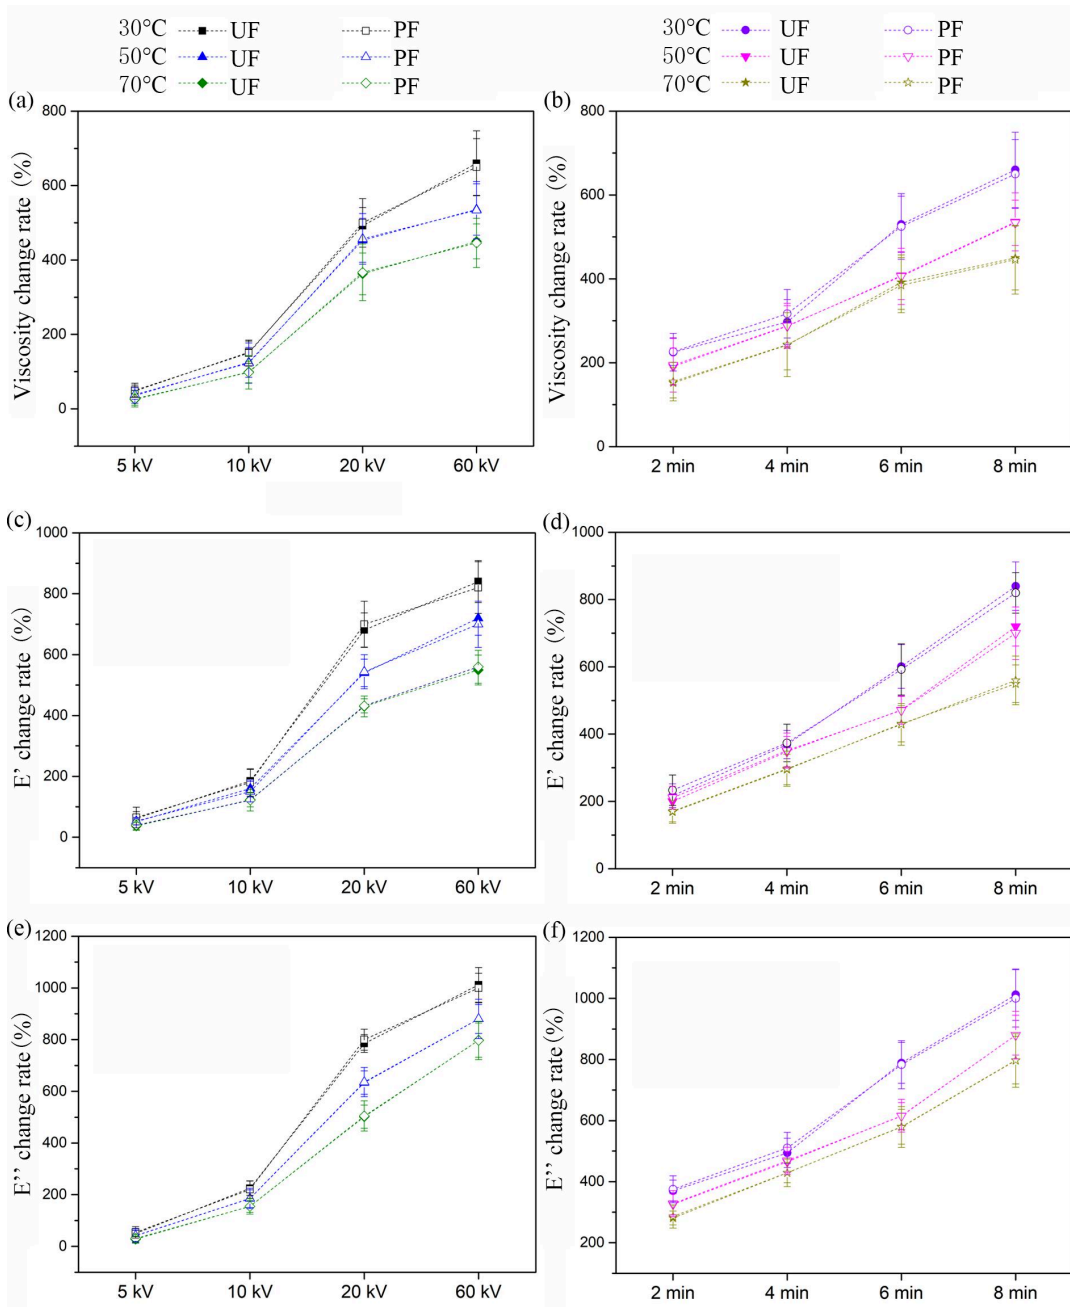 30°C UF PF
50°C UF PF
70°C UF PF
30°C UF PF
50°C UF PF
70°C UF PF
(a)
Viscosity change rate (%)
800
600
400
200
0
5 kV 10 kV 20 kV 60 kV
(b)
Viscosity change rate (%)
800
600
400
200
0
2 min 4 min 6 min 8 min
(c)
E’ change rate (%)
1000
800
600
400
200
0
5 kV 10 kV 20 kV 60 kV
(d)
E’ change rate (%)
1000
800
600
400
200
0
2 min 4 min 6 min 8 min
(e)
E’’ change rate (%)
1200
1000
800
600
400
200
0
5 kV 10 kV 20 kV 60 kV
(f)
E’’ change rate (%)
1200
1000
800
600
400
200
2 min 4 min 6 min 8 min